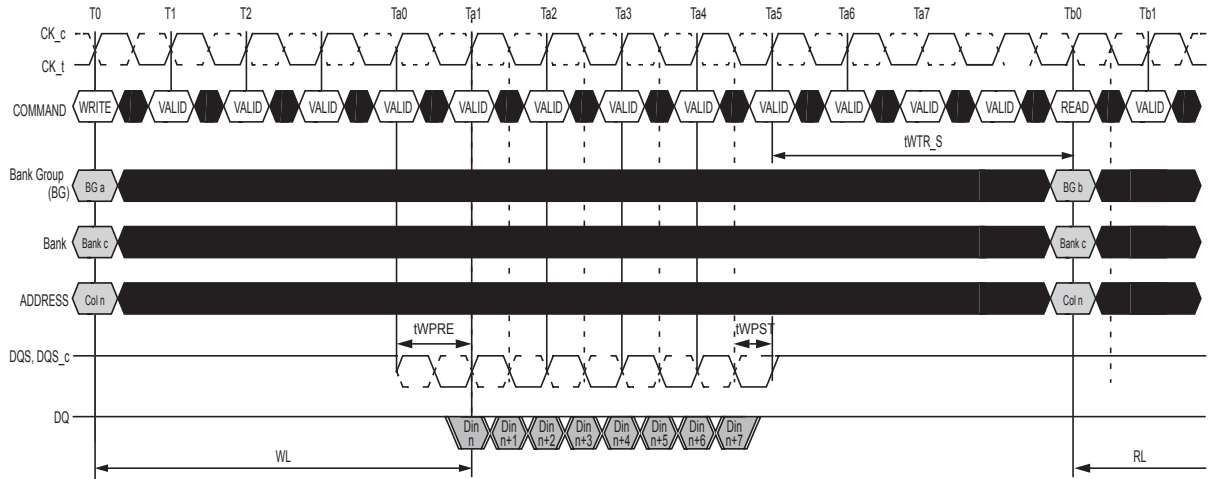 T0 T1 T2 Ta0 Ta1 Ta2 Ta3 Ta4 Ta5 Ta6 Ta7 Tb0 Tb1
CK_c
CK_t
COMMAND WRITE VALID VALID VALID VALID VALID VALID VALID VALID VALID VALID VALID VALID READ VALID
tWTR_S
Bank Group
(BG) BG a BG b
Bank Bank c Bank c
ADDRESS Col n Col n
tWPRE tWPST
DQS, DQS_c
DQ Din Din Din Din Din Din Din Din
n n+1 n+2 n+3 n+4 n+5 n+6 n+7
WL RL